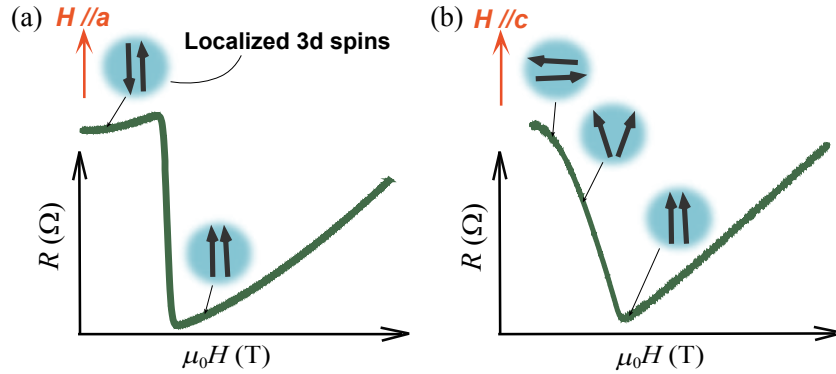 (a)
H //a
Localized 3d spins
R (Ω)
μ₀H (T)
(b)
H //c
R (Ω)
μ₀H (T)